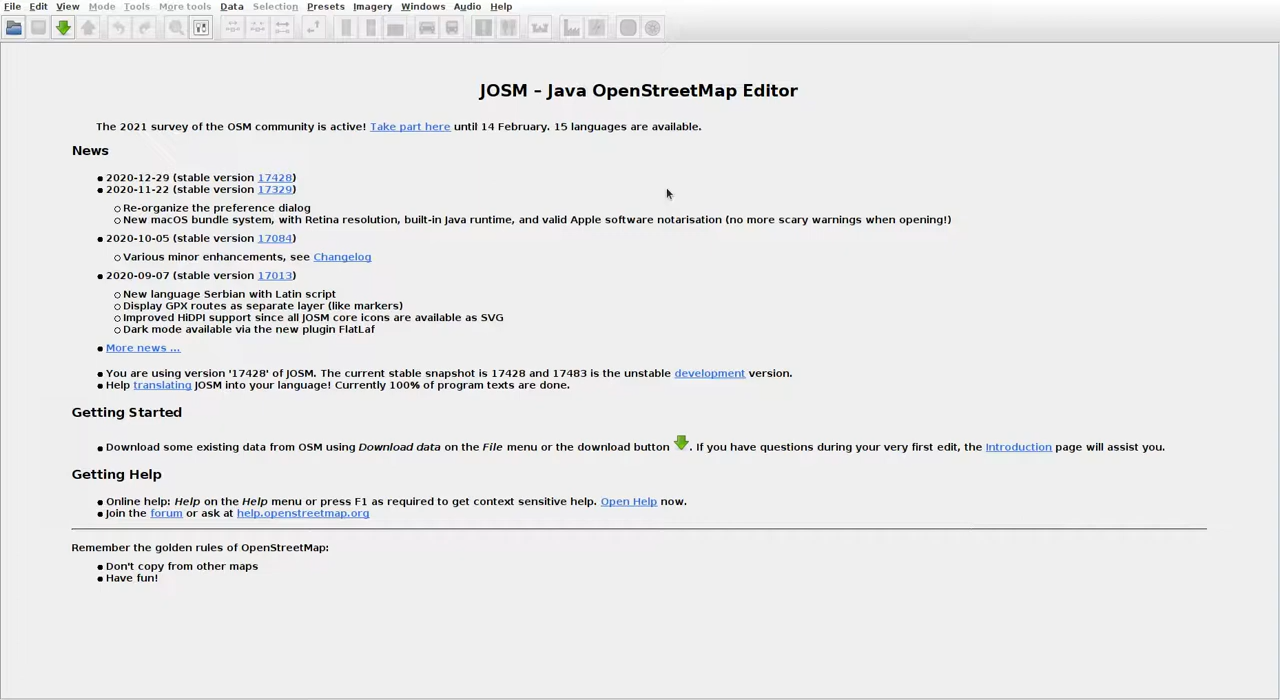 File Edit View Mode Tools More tools Data Selection Presets Imagery Windows Audio Help
JOSM – Java OpenStreetMap Editor
The 2021 survey of the OSM community is active! Take part here until 14 February. 15 languages are available.
News
2020-12-29 (stable version 17428)
2020-11-22 (stable version 17329)
Re-organize the preference dialog
New macOS bundle system, with Retina resolution, built-in Java runtime, and valid Apple software notarisation (no more scary warnings when opening!)
2020-10-05 (stable version 17084)
Various minor enhancements, see Changelog
2020-09-07 (stable version 17013)
New language Serbian with Latin script
Display GPX routes as separate layer (like markers)
Improved HiDPI support since all JOSM core icons are available as SVG
Dark mode available via the new plugin FlatLaf
More news ...
You are using version '17428' of JOSM. The current stable snapshot is 17428 and 17483 is the unstable development version.
Help translating JOSM into your language! Currently 100% of program texts are done.
Getting Started
Download some existing data from OSM using Download data on the File menu or the download button . If you have questions during your very first edit, the Introduction page will assist you.
Getting Help
Online help: Help on the Help menu or press F1 as required to get context sensitive help. Open Help now.
Join the forum or ask at help.openstreetmap.org
Remember the golden rules of OpenStreetMap:
Don't copy from other maps
Have fun!